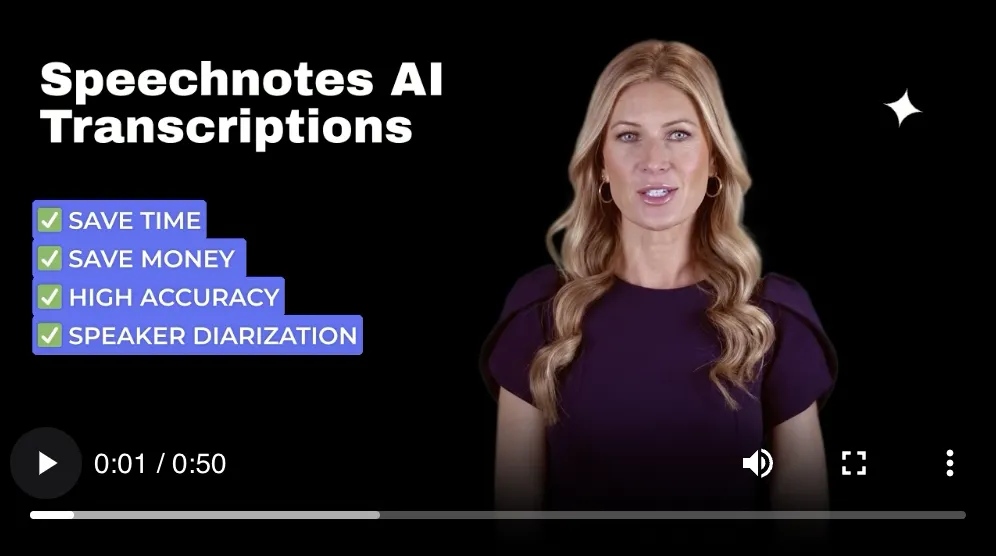 Speechnotes AI
Transcriptions
✅ SAVE TIME
✅ SAVE MONEY
✅ HIGH ACCURACY
✅ SPEAKER DIARIZATION
0:01 / 0:50